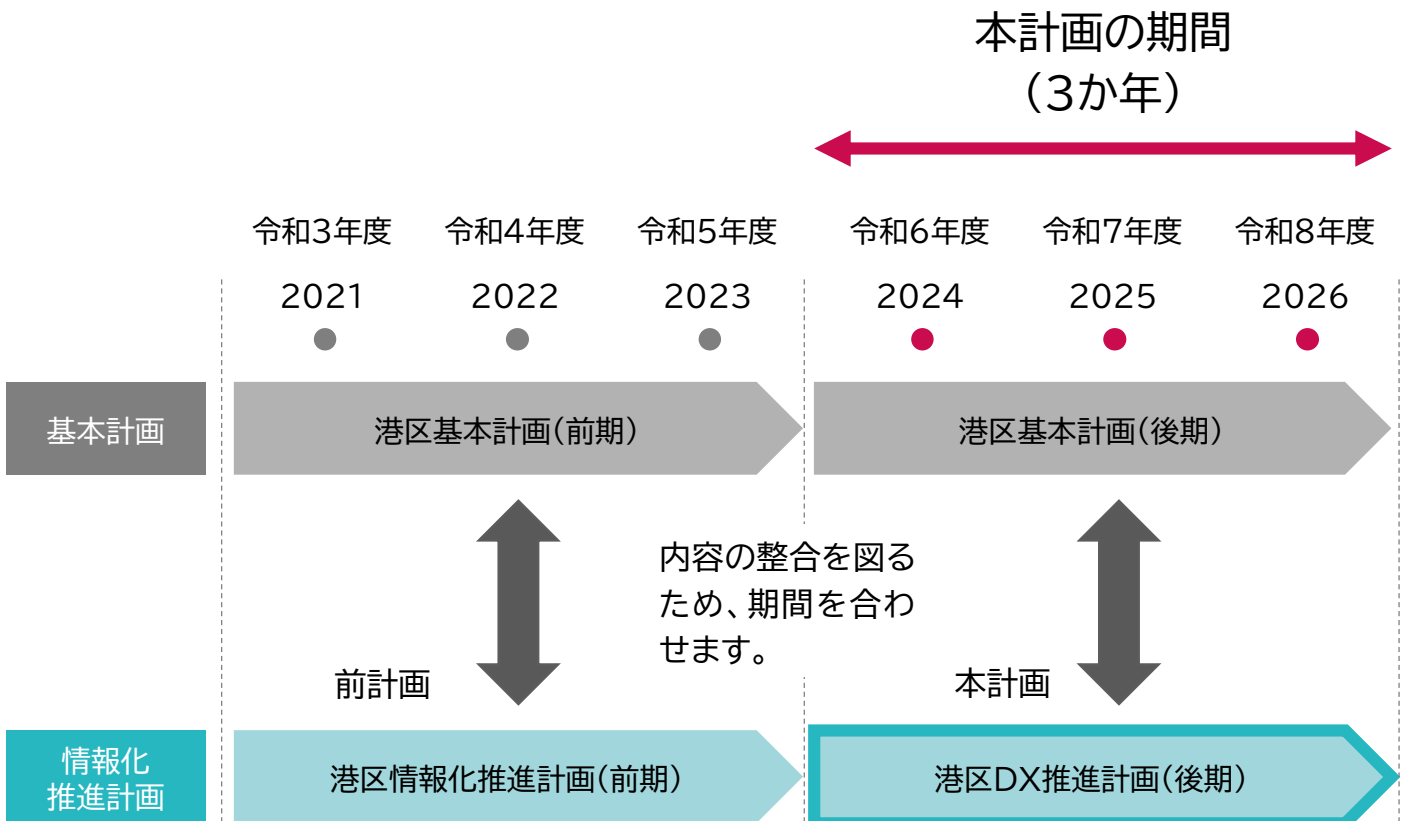 本計画の期間
（3か年）
令和3年度 令和4年度 令和5年度 令和6年度 令和7年度 令和8年度
2021 2022 2023 2024 2025 2026
基本計画 港区基本計画（前期） 港区基本計画（後期）
内容の整合を図る
ため、期間を合わ
せます。
前計画 本計画
情報化
推進計画
港区情報化推進計画（前期） 港区DX推進計画（後期）